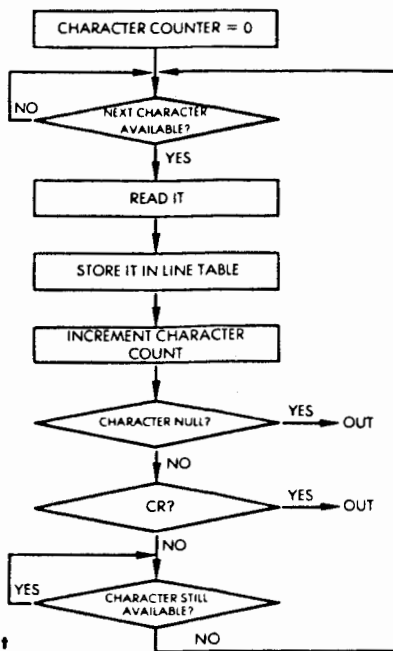 CHARACTER COUNTER = 0
NO
NEXT CHARACTER
AVAILABLE?
YES
READ IT
STORE IT IN LINE TABLE
INCREMENT CHARACTER
COUNT
CHARACTER NULL?
YES
OUT
NO
CR?
YES
OUT
NO
YES
CHARACTER STILL
AVAILABLE?
NO
t